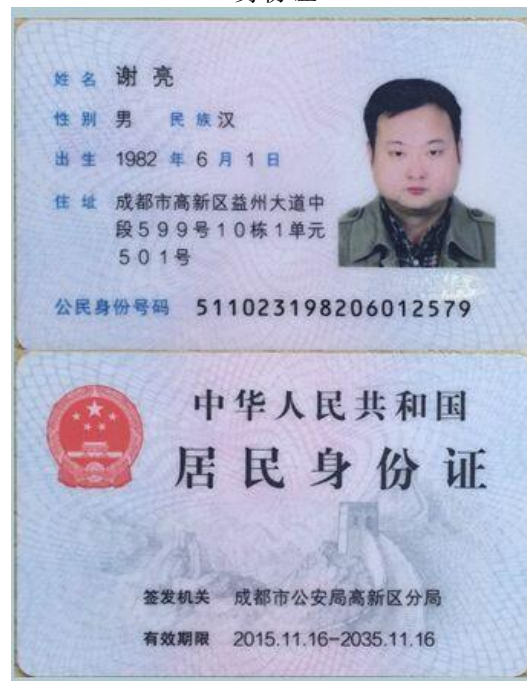 姓名 谢亮
性别 男 民族 汉
出生 1982 年 6 月 1 日
住址 成都市高新区益州大道中
段599号10栋1单元
501号
公民身份号码 511023198206012579
中华人民共和国
居民身份证
签发机关 成都市公安局高新区分局
有效期限 2015.11.16-2035.11.16